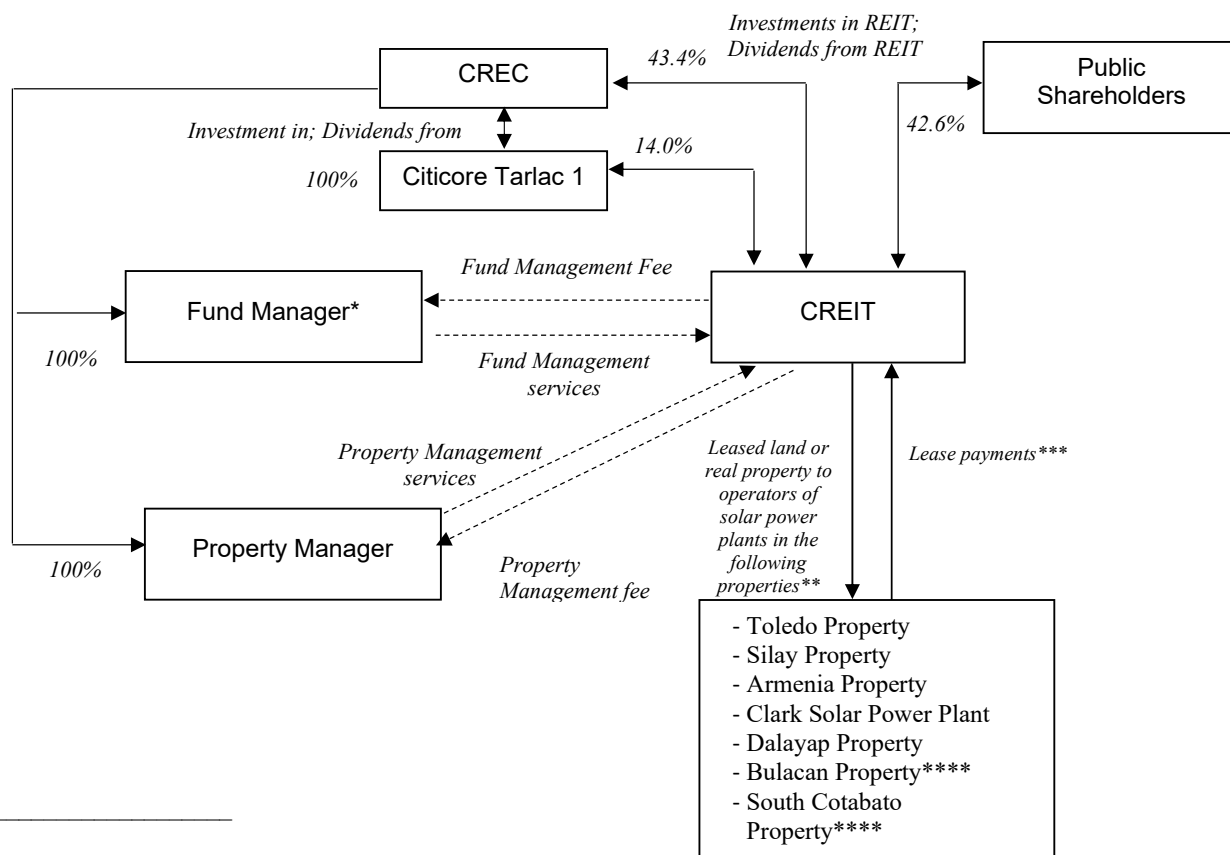 Investments in REIT;
Dividends from REIT
CREC
43.4%
Public
Shareholders
Investment in; Dividends from
42.6%
14.0%
100%
Citicore Tarlac 1
Fund Management Fee
Fund Manager*
CREIT
100%
Fund Management
services
Property Management
services
Leased land or
real property to
operators of
solar power
plants in the
following
properties**
Lease payments***
Property Manager
100%
Property
Management fee
- Toledo Property
- Silay Property
- Armenia Property
- Clark Solar Power Plant
- Dalayap Property
- Bulacan Property****
- South Cotabato
Property****